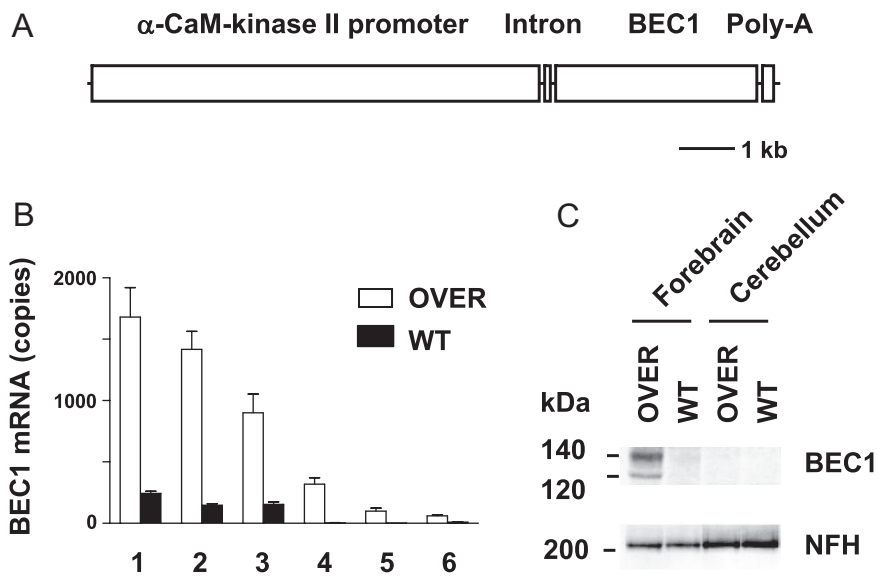 A
α-CaM-kinase II promoter Intron BEC1 Poly-A
1 kb
B
BEC1 mRNA (copies)
2000
1000
0
OVER
WT
1 2 3 4 5 6
C
Forebrain Cerebellum
OVER WT OVER WT
kDa
140
120
BEC1
200
NFH